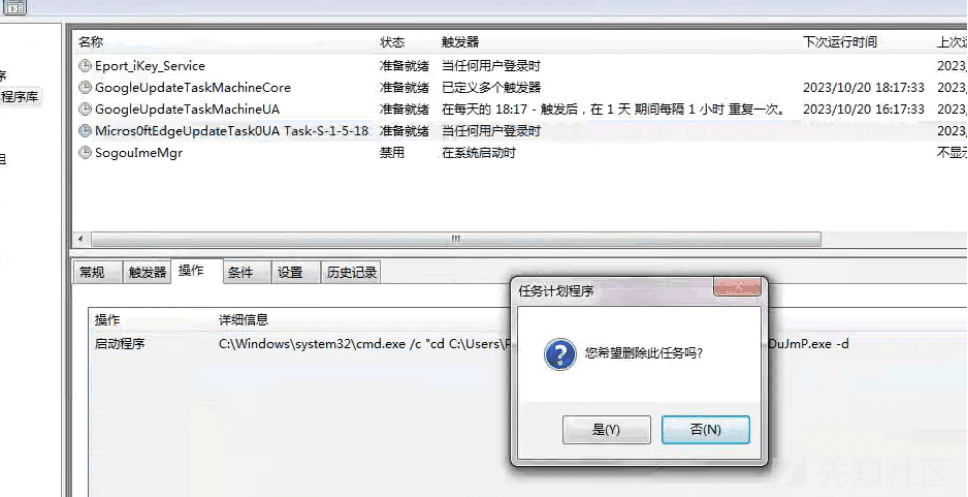 名称 状态 触发器 下次运行时间 上次运
序
Eport_iKey_Service 准备就绪 当任何用户登录时 2023/
程序库
GoogleUpdateTaskMachineCore 准备就绪 已定义多个触发器 2023/10/20 18:17:33 2023/
GoogleUpdateTaskMachineUA 准备就绪 在每天的 18:17 - 触发后，在 1 天 期间每隔 1 小时 重复一次。 2023/10/20 16:17:33 2023/
Micros0ftEdgeUpdateTask0UA Task-S-1-5-18 准备就绪 当任何用户登录时 2023/
SogouImeMgr 禁用 在系统启动时 不显示
常规 触发器 操作 条件 设置 历史记录
任务计划程序
操作 详细信息
启动程序 C:\Windows\system32\cmd.exe /c "cd C:\Users\ DuJmP.exe -d
您希望删除此任务吗?
是(Y) 否(N)
先知社区